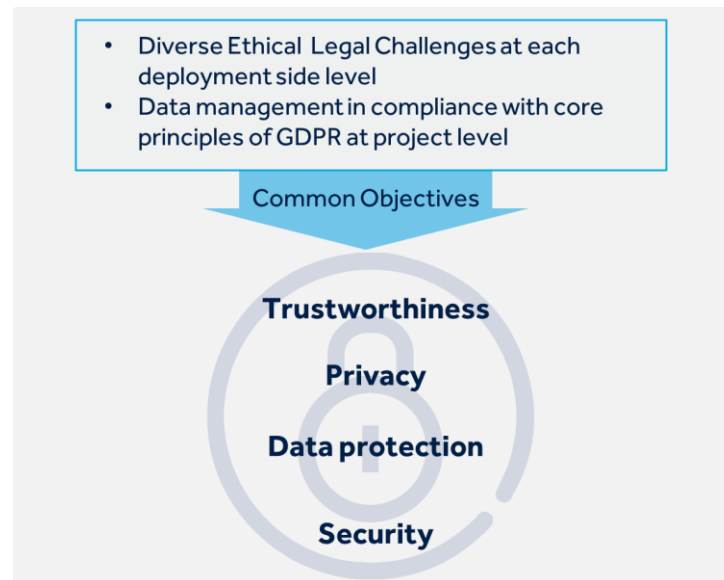 • Diverse Ethical Legal Challenges at each
deployment side level
• Data management in compliance with core
principles of GDPR at project level
Common Objectives
Trustworthiness
Privacy
Data protection
Security